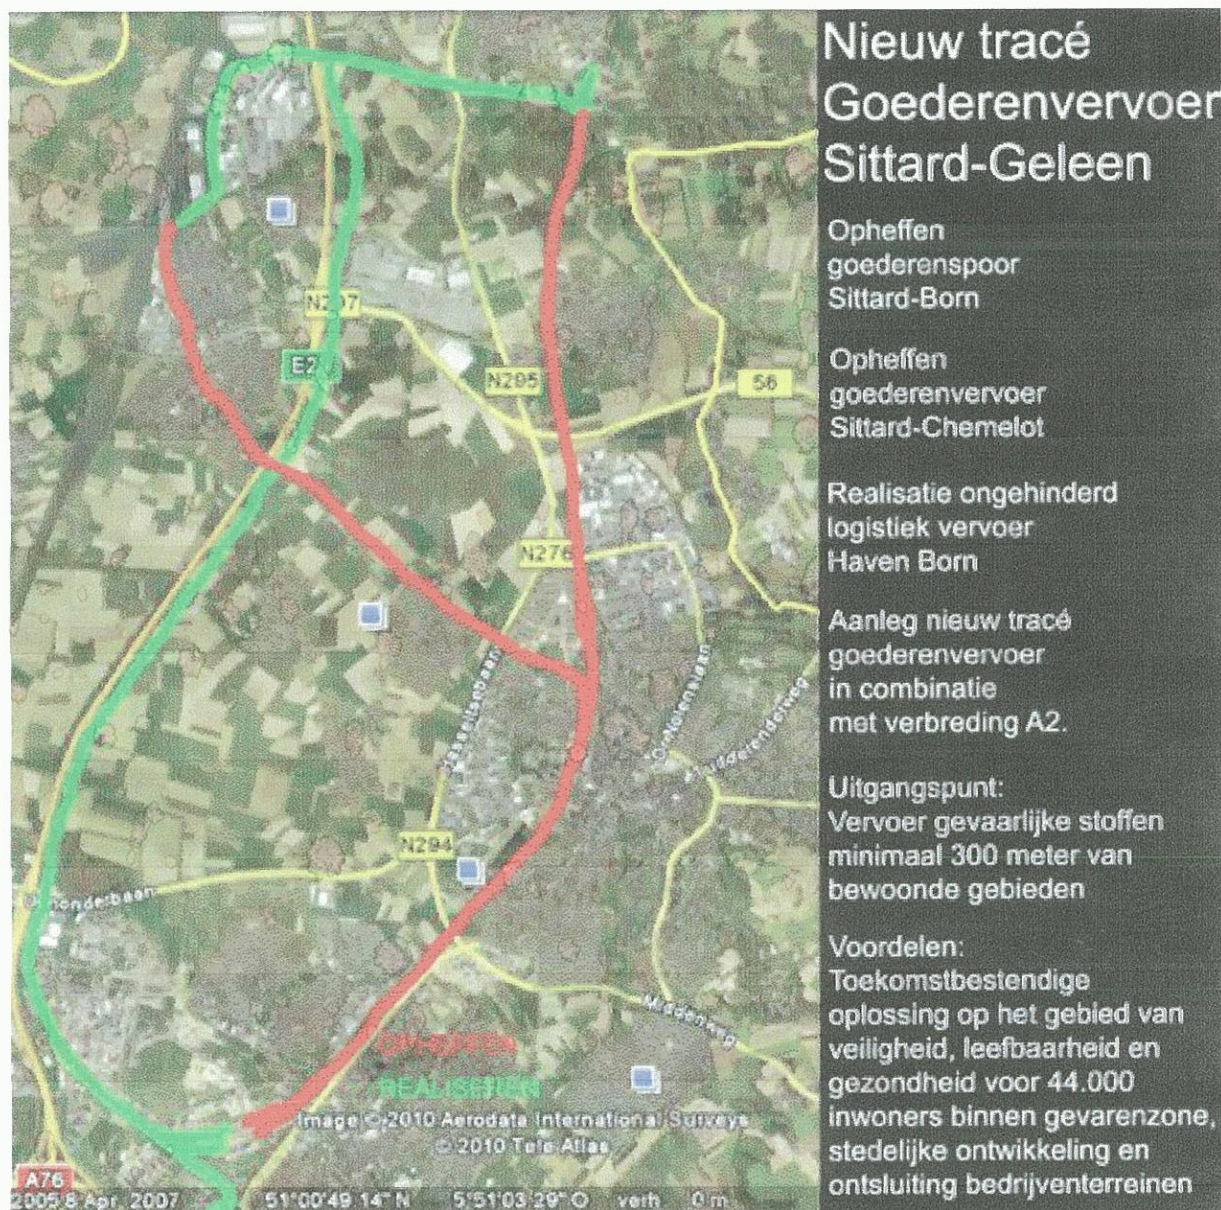 Nieuw tracé
Goederenvervoer
Sittard-Geleen
Opheffen
goederenspoor
Sittard-Born
Opheffen
goederenvervoer
Sittard-Chemelot
Realisatie ongehinderd
logistiek vervoer
Haven Born
Aanleg nieuw tracé
goederenvervoer
in combinatie
met verbreding A2.
Uitgangspunt:
Vervoer gevaarlijke stoffen
minimaal 300 meter van
bewoonde gebieden
Voordelen:
Toekomstbestendige
oplossing op het gebied van
veiligheid, leefbaarheid en
gezondheid voor 44.000
inwoners binnen gevarenzone,
stedelijke ontwikkeling en
ontsluiting bedrijventerreinen
N297
N295
56
N276
Hasseltsebaan
N294
Middenweg
OPHEFFEN
REALISEREN
Image © 2010 Aerodata International Surveys
© 2010 Tele Atlas
A76
2005 8 Apr, 2007 51°00'49.14" N 5°51'03.29" O verh 0 m